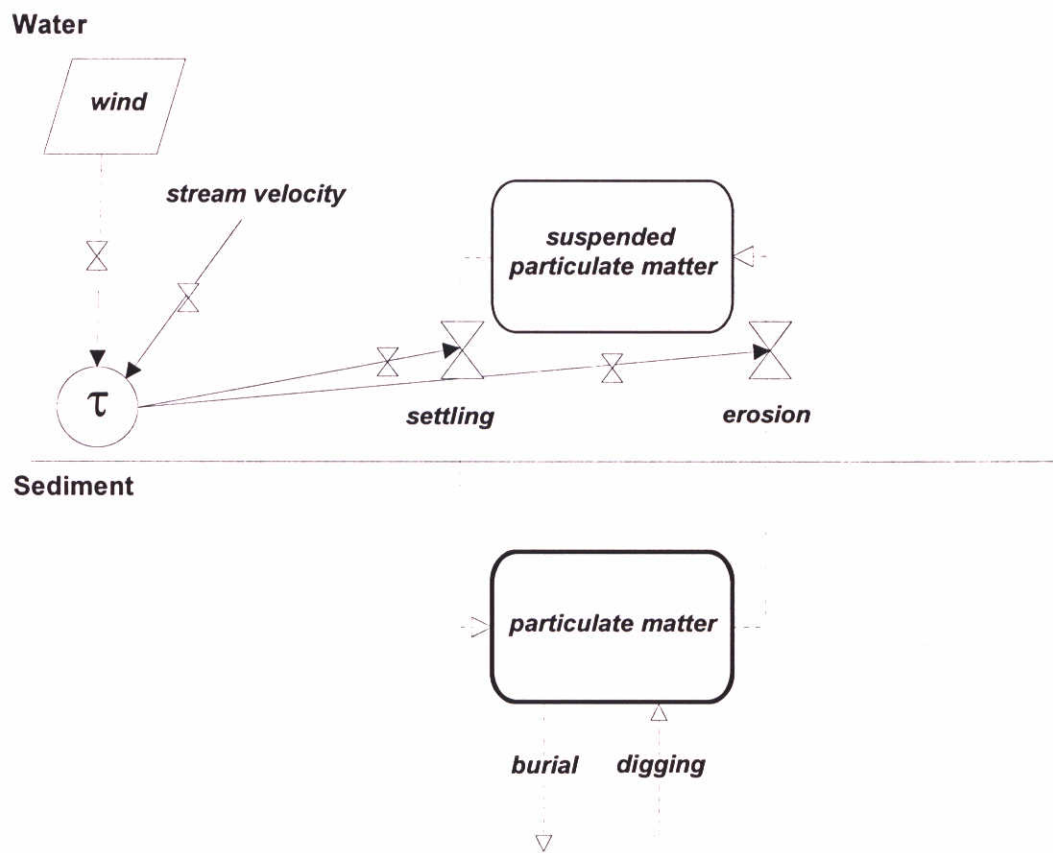 Water
wind
stream velocity
suspended
particulate matter
τ
settling
erosion
Sediment
particulate matter
burial
digging